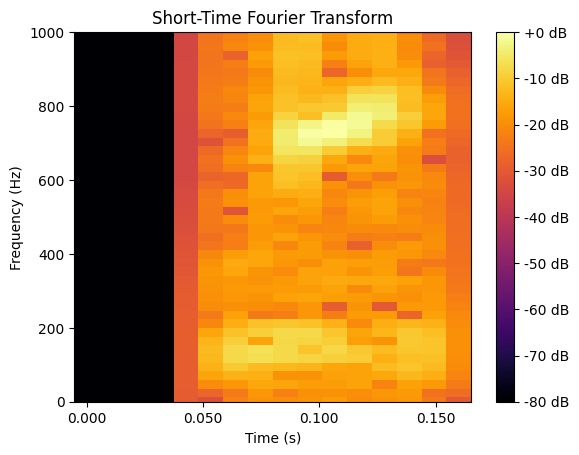 Short-Time Fourier Transform
1000
800
600
400
200
0
Frequency (Hz)
0.000
0.050
0.100
0.150
Time (s)
+0 dB
-10 dB
-20 dB
-30 dB
-40 dB
-50 dB
-60 dB
-70 dB
-80 dB